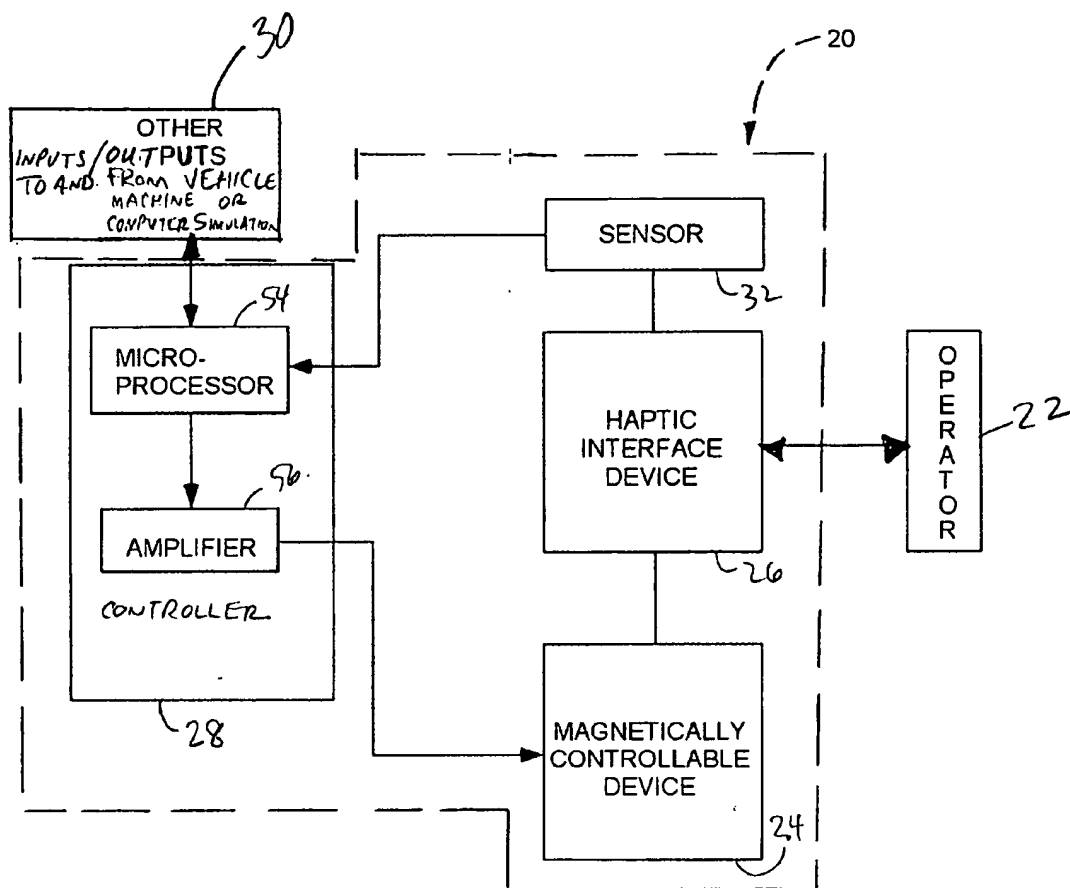 30
20
OTHER
INPUTS/OUTPUTS
TO AND FROM VEHICLE
MACHINE OR
COMPUTER SIMULATION
SENSOR
32
54
MICRO-
PROCESSOR
HAPTIC
INTERFACE
DEVICE
26
OPERATOR
22
56
AMPLIFIER
CONTROLLER
28
MAGNETICALLY
CONTROLLABLE
DEVICE
24